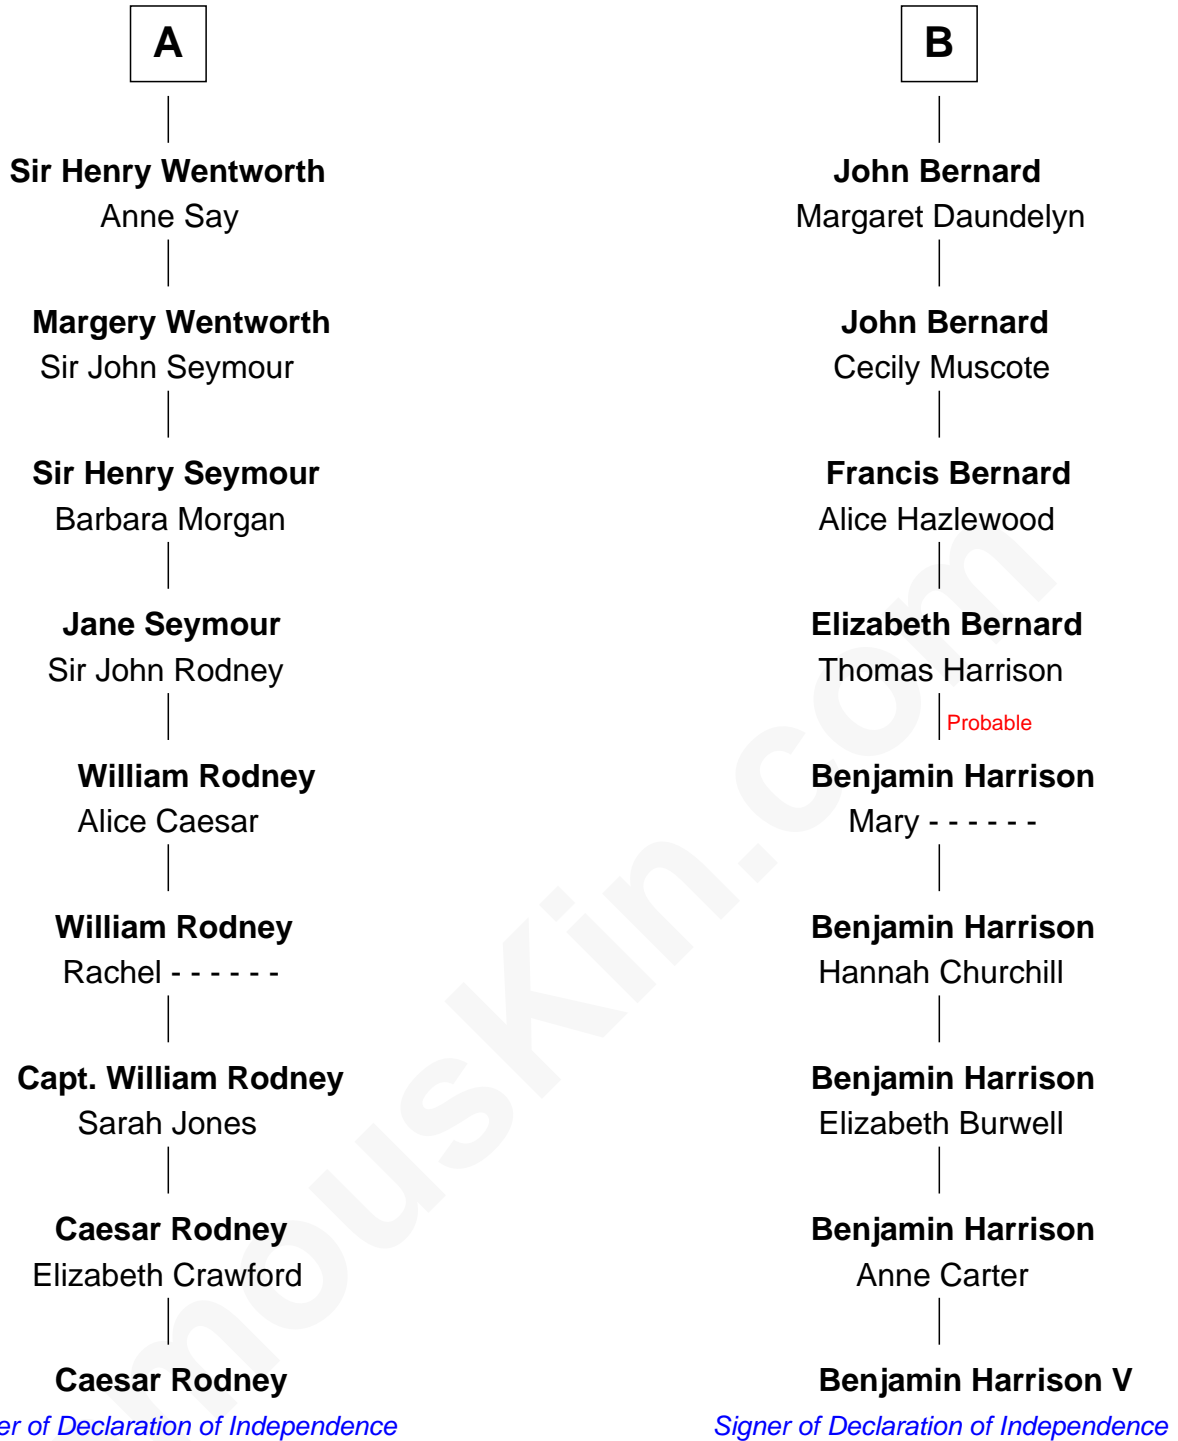 A
Sir Henry Wentworth
Anne Say
Margery Wentworth
Sir John Seymour
Sir Henry Seymour
Barbara Morgan
Jane Seymour
Sir John Rodney
William Rodney
Alice Caesar
William Rodney
Rachel - - - - - -
Capt. William Rodney
Sarah Jones
Caesar Rodney
Elizabeth Crawford
Caesar Rodney
er of Declaration of Independence
B
John Bernard
Margaret Daundelyn
John Bernard
Cecily Muscote
Francis Bernard
Alice Hazlewood
Elizabeth Bernard
Thomas Harrison
Probable
Benjamin Harrison
Mary - - - - - -
Benjamin Harrison
Hannah Churchill
Benjamin Harrison
Elizabeth Burwell
Benjamin Harrison
Anne Carter
Benjamin Harrison V
Signer of Declaration of Independence
mousKin.com